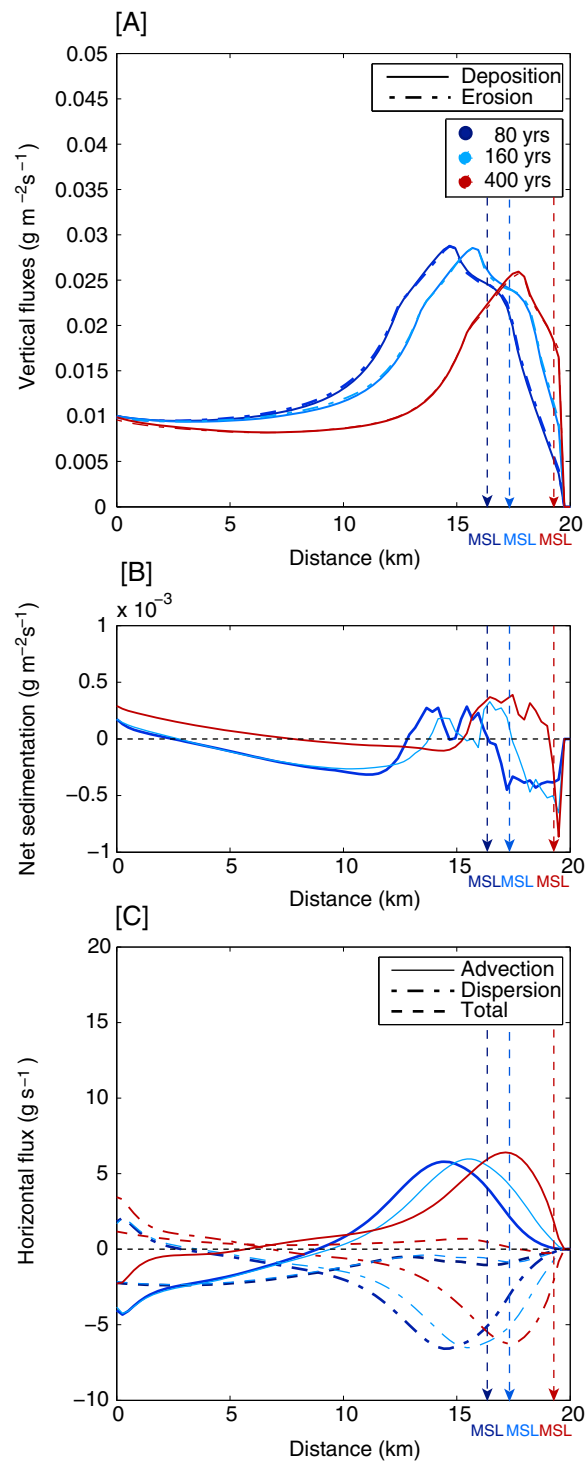 [A]
0.05
0.045
0.04
0.035
0.03
0.025
0.02
0.015
0.01
0.005
0
Vertical fluxes (g m−2s−1)
Deposition
Erosion
80 yrs
160 yrs
400 yrs
0 5 10 15 20
MSL MSL MSL
Distance (km)
[B]
x 10−3
1
0.5
0
−0.5
−1
Net sedimentation (g m−2s−1)
0 5 10 15 20
MSL MSL MSL
Distance (km)
[C]
20
15
10
5
0
−5
−10
Horizontal flux (g s−1)
Advection
Dispersion
Total
0 5 10 15 20
MSL MSL MSL
Distance (km)